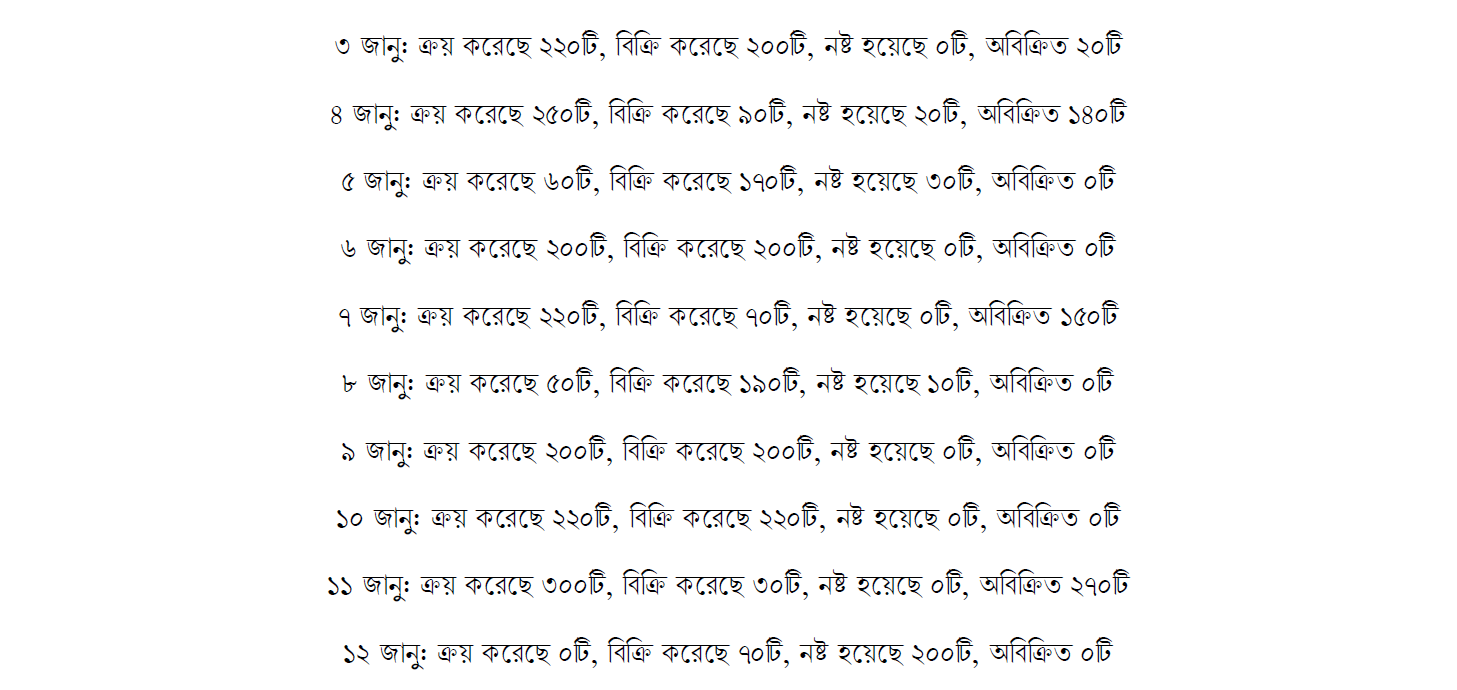 ৩ জানু: ক্রয় করেছে ২২০টি, বিক্রি করেছে ২০০টি, নষ্ট হয়েছে ০টি, অবিক্রিত ২০টি
৪ জানু: ক্রয় করেছে ২৫০টি, বিক্রি করেছে ৯০টি, নষ্ট হয়েছে ২০টি, অবিক্রিত ১৪০টি
৫ জানু: ক্রয় করেছে ৬০টি, বিক্রি করেছে ১৭০টি, নষ্ট হয়েছে ৩০টি, অবিক্রিত ০টি
৬ জানু: ক্রয় করেছে ২০০টি, বিক্রি করেছে ২০০টি, নষ্ট হয়েছে ০টি, অবিক্রিত ০টি
৭ জানু: ক্রয় করেছে ২২০টি, বিক্রি করেছে ৭০টি, নষ্ট হয়েছে ০টি, অবিক্রিত ১৫০টি
৮ জানু: ক্রয় করেছে ৫০টি, বিক্রি করেছে ১৯০টি, নষ্ট হয়েছে ১০টি, অবিক্রিত ০টি
৯ জানু: ক্রয় করেছে ২০০টি, বিক্রি করেছে ২০০টি, নষ্ট হয়েছে ০টি, অবিক্রিত ০টি
১০ জানু: ক্রয় করেছে ২২০টি, বিক্রি করেছে ২২০টি, নষ্ট হয়েছে ০টি, অবিক্রিত ০টি
১১ জানু: ক্রয় করেছে ৩০০টি, বিক্রি করেছে ৩০টি, নষ্ট হয়েছে ০টি, অবিক্রিত ২৭০টি
১২ জানু: ক্রয় করেছে ০টি, বিক্রি করেছে ৭০টি, নষ্ট হয়েছে ২০০টি, অবিক্রিত ০টি